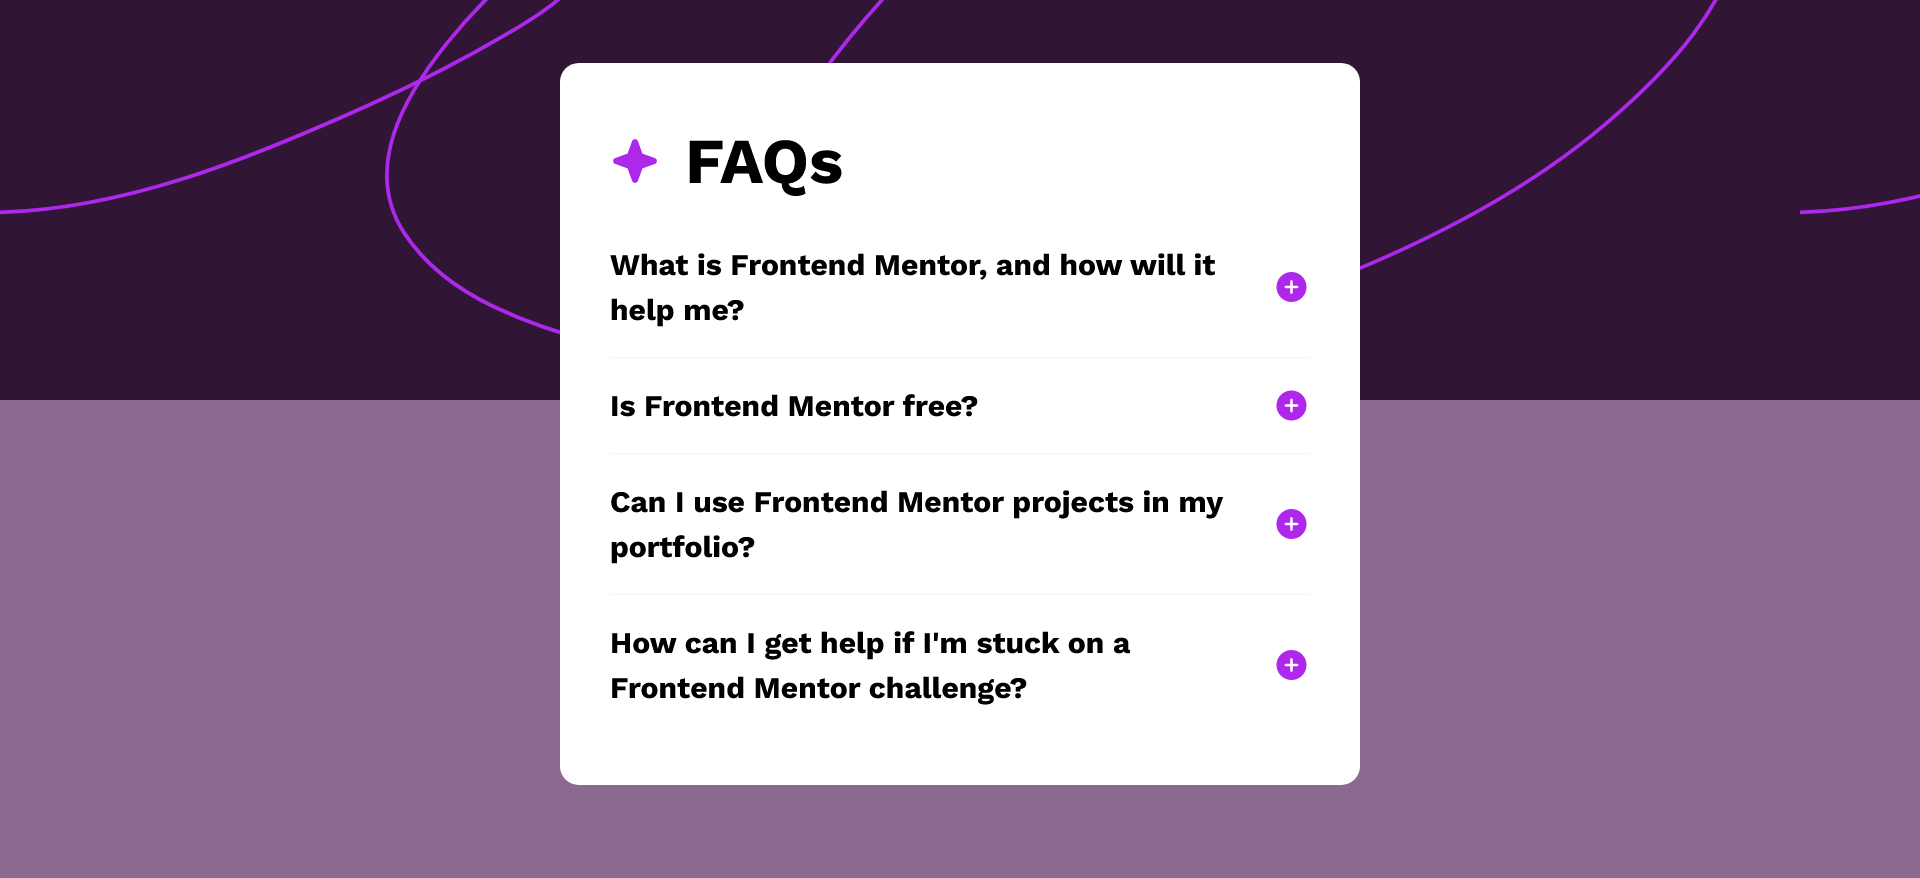 FAQs
What is Frontend Mentor, and how will it
help me?
Is Frontend Mentor free?
Can I use Frontend Mentor projects in my
portfolio?
How can I get help if I'm stuck on a
Frontend Mentor challenge?